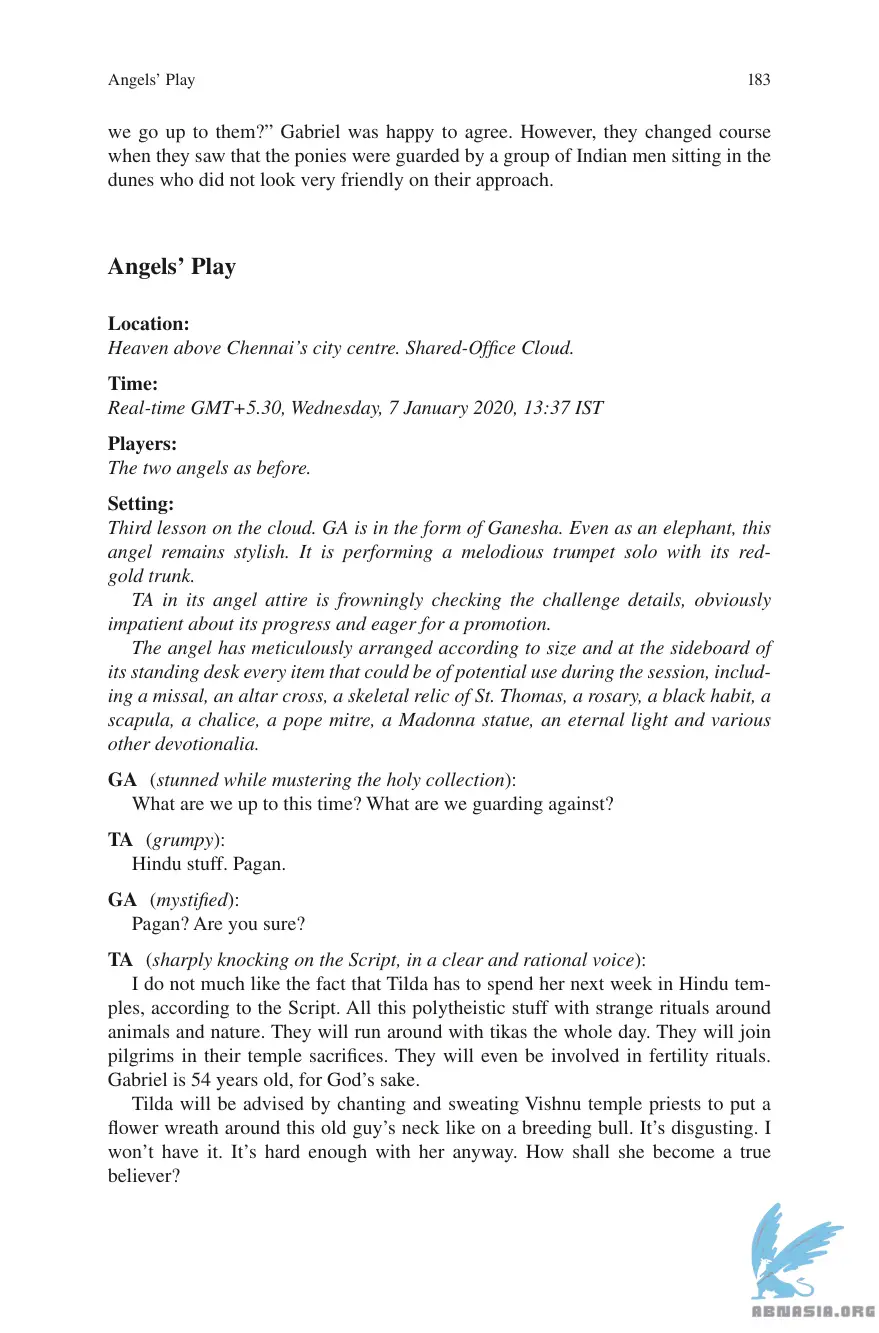 Angels’ Play 183
we go up to them?” Gabriel was happy to agree. However, they changed course
when they saw that the ponies were guarded by a group of Indian men sitting in the
dunes who did not look very friendly on their approach.
Angels’ Play
Location:
Heaven above Chennai’s city centre. Shared-Office Cloud.
Time:
Real-time GMT+5.30, Wednesday, 7 January 2020, 13:37 IST
Players:
The two angels as before.
Setting:
Third lesson on the cloud. GA is in the form of Ganesha. Even as an elephant, this
angel remains stylish. It is performing a melodious trumpet solo with its red-
gold trunk.
TA in its angel attire is frowningly checking the challenge details, obviously
impatient about its progress and eager for a promotion.
The angel has meticulously arranged according to size and at the sideboard of
its standing desk every item that could be of potential use during the session, includ-
ing a missal, an altar cross, a skeletal relic of St. Thomas, a rosary, a black habit, a
scapula, a chalice, a pope mitre, a Madonna statue, an eternal light and various
other devotionalia.
GA (stunned while mustering the holy collection):
What are we up to this time? What are we guarding against?
TA (grumpy):
Hindu stuff. Pagan.
GA (mystified):
Pagan? Are you sure?
TA (sharply knocking on the Script, in a clear and rational voice):
I do not much like the fact that Tilda has to spend her next week in Hindu tem-
ples, according to the Script. All this polytheistic stuff with strange rituals around
animals and nature. They will run around with tikas the whole day. They will join
pilgrims in their temple sacrifices. They will even be involved in fertility rituals.
Gabriel is 54 years old, for God’s sake.
Tilda will be advised by chanting and sweating Vishnu temple priests to put a
flower wreath around this old guy’s neck like on a breeding bull. It’s disgusting. I
won’t have it. It’s hard enough with her anyway. How shall she become a true
believer?
ABNASIA.ORG